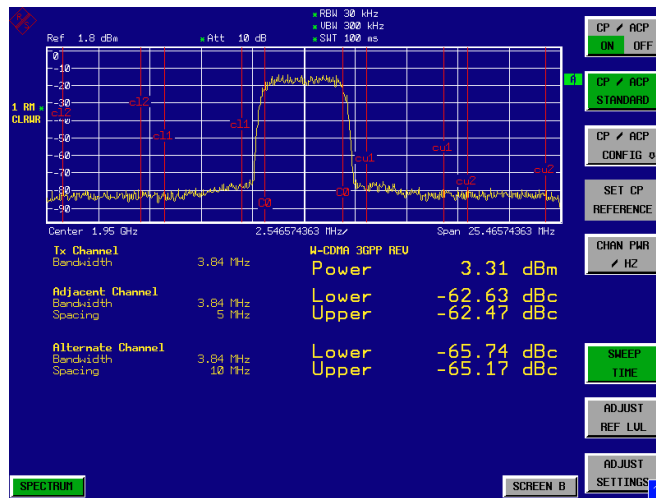 * RBW 30 kHz
* VBW 300 kHz
Ref 1.8 dBm * Att 10 dB * SWT 100 ms
0
-10
-20
-30
-40
-50
-60
-70
-80
-90
1 RM *
CLRWR
A
cl2
cl2
cl1
cl1
C0
C0
cu1
cu1
cu2
cu2
Center 1.95 GHz 2.546574363 MHz/ Span 25.46574363 MHz
Tx Channel W-CDMA 3GPP REV
Bandwidth 3.84 MHz Power 3.31 dBm
Adjacent Channel Lower -62.63 dBc
Bandwidth 3.84 MHz Upper -62.47 dBc
Spacing 5 MHz
Alternate Channel Lower -65.74 dBc
Bandwidth 3.84 MHz Upper -65.17 dBc
Spacing 10 MHz
SPECTRUM
SCREEN B
CP / ACP
ON OFF
CP / ACP
STANDARD
CP / ACP
CONFIG
SET CP
REFERENCE
CHAN PWR
/ HZ
SWEEP
TIME
ADJUST
REF LVL
ADJUST
SETTINGS